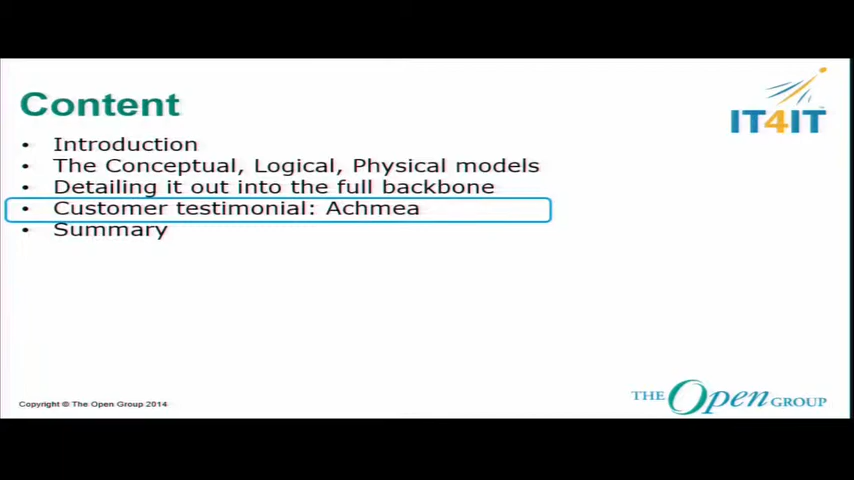 Content
IT4IT
• Introduction
• The Conceptual, Logical, Physical models
• Detailing it out into the full backbone
• Customer testimonial: Achmea
• Summary
Copyright © The Open Group 2014
THE Open GROUP